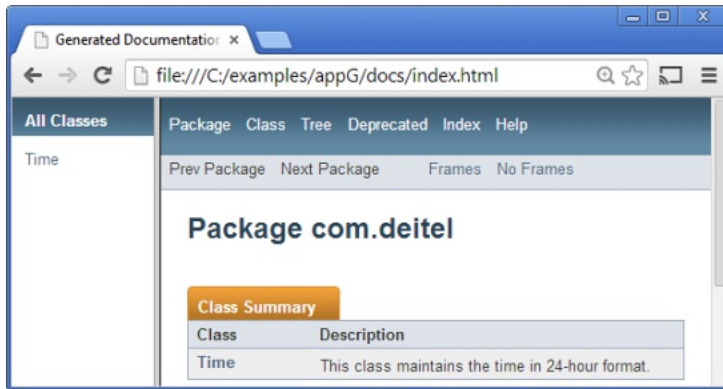 Generated Documentation
file:///C:/examples/appG/docs/index.html
All Classes
Time
Package Class Tree Deprecated Index Help
Prev Package Next Package Frames No Frames
Package com.deitel
Class Summary
Class Description
Time This class maintains the time in 24-hour format.